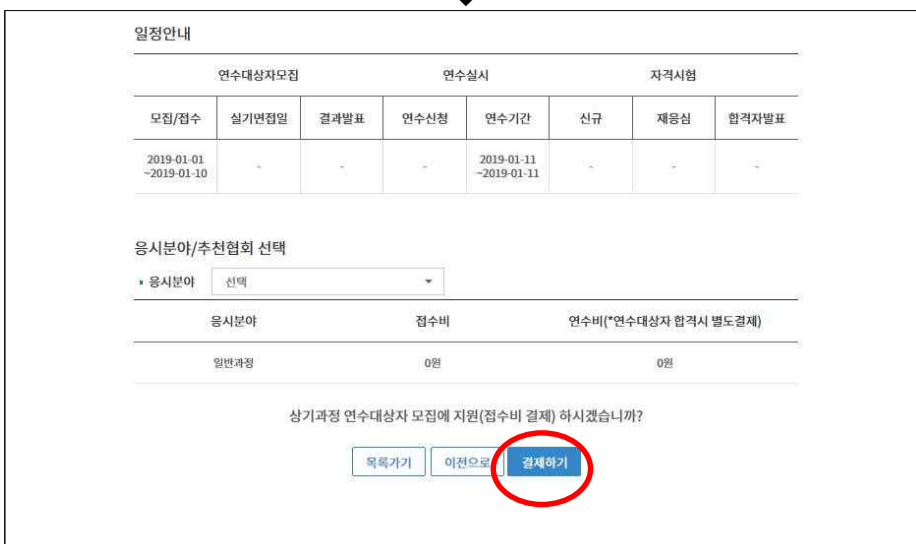 일정안내
연수대상자모집 연수실시 자격시험
모집/접수 실기면접일 결과발표 연수신청 연수기간 신규 재응심 합격자발표
2019-01-01 ~2019-01-10 - - - 2019-01-11 ~2019-01-11 - - -
응시분야/추천협회 선택
응시분야 선택
응시분야 접수비 연수비(*연수대상자 합격시 별도결제)
일반과정 0원 0원
상기과정 연수대상자 모집에 지원(접수비 결제) 하시겠습니까?
목록가기 이전으로 결제하기